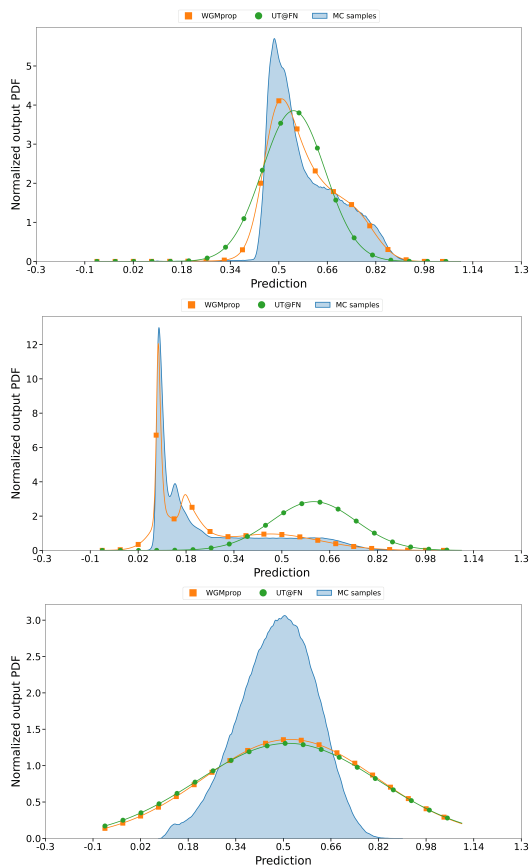 WGMprop UT@FN MC samples
Normalized output PDF
5
4
3
2
1
0
-0.3 -0.1 0.02 0.18 0.34 0.5 0.66 0.82 0.98 1.14 1.3
Prediction
WGMprop UT@FN MC samples
Normalized output PDF
12
10
8
6
4
2
0
-0.3 -0.1 0.02 0.18 0.34 0.5 0.66 0.82 0.98 1.14 1.3
Prediction
WGMprop UT@FN MC samples
Normalized output PDF
3.0
2.5
2.0
1.5
1.0
0.5
0.0
-0.3 -0.1 0.02 0.18 0.34 0.5 0.66 0.82 0.98 1.14 1.3
Prediction